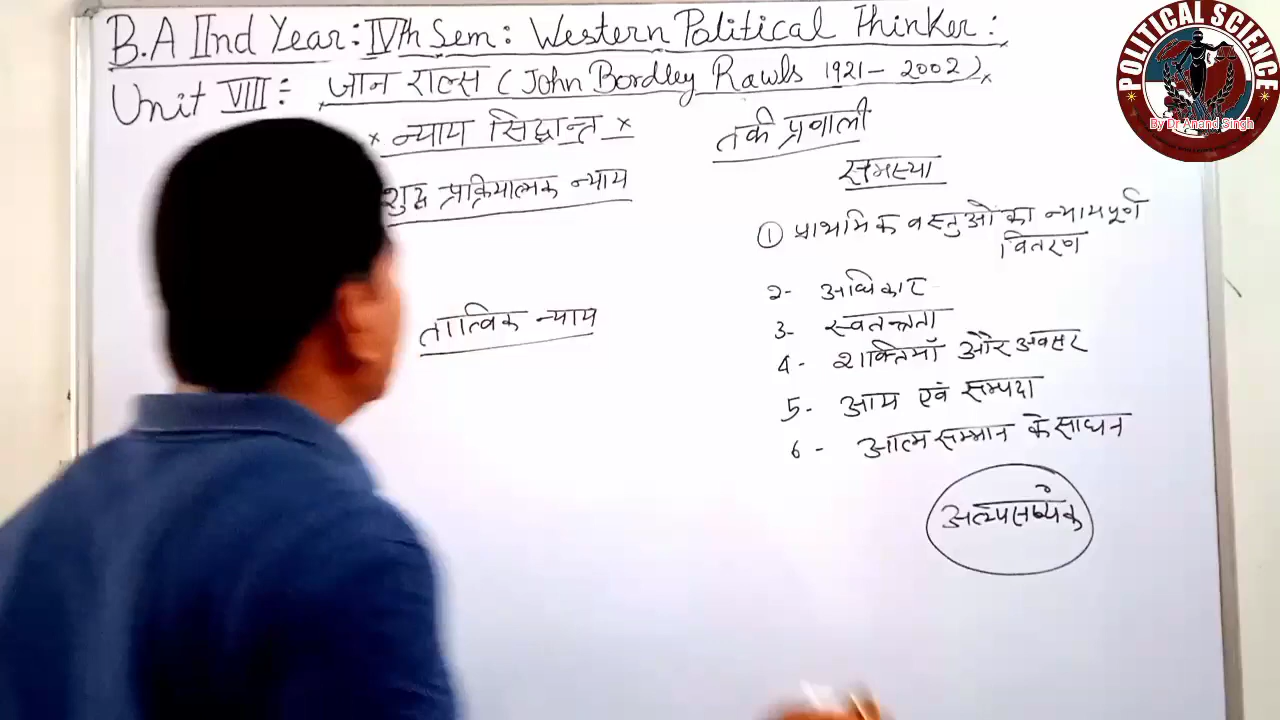 B.A IInd Year: IVth Sem: Western Political Thinker:
Unit VIII: जान राल्स (John Bordley Rawls 1921-2002)
× न्याय सिद्धान्त ×
शुद्ध प्रक्रियात्मक न्याय
तात्विक न्याय
तर्क प्रणाली
समस्या
① प्राथमिक वस्तुओं का न्यायपूर्ण
वितरण
२- अधिकार
3- स्वतन्त्रता
4- शक्तियाँ और अवसर
5- आय एवं सम्पदा
6- आत्म सम्मान के साधन
अल्पसंख्यक
POLITICAL SCIENCE
By Dr Anand Singh